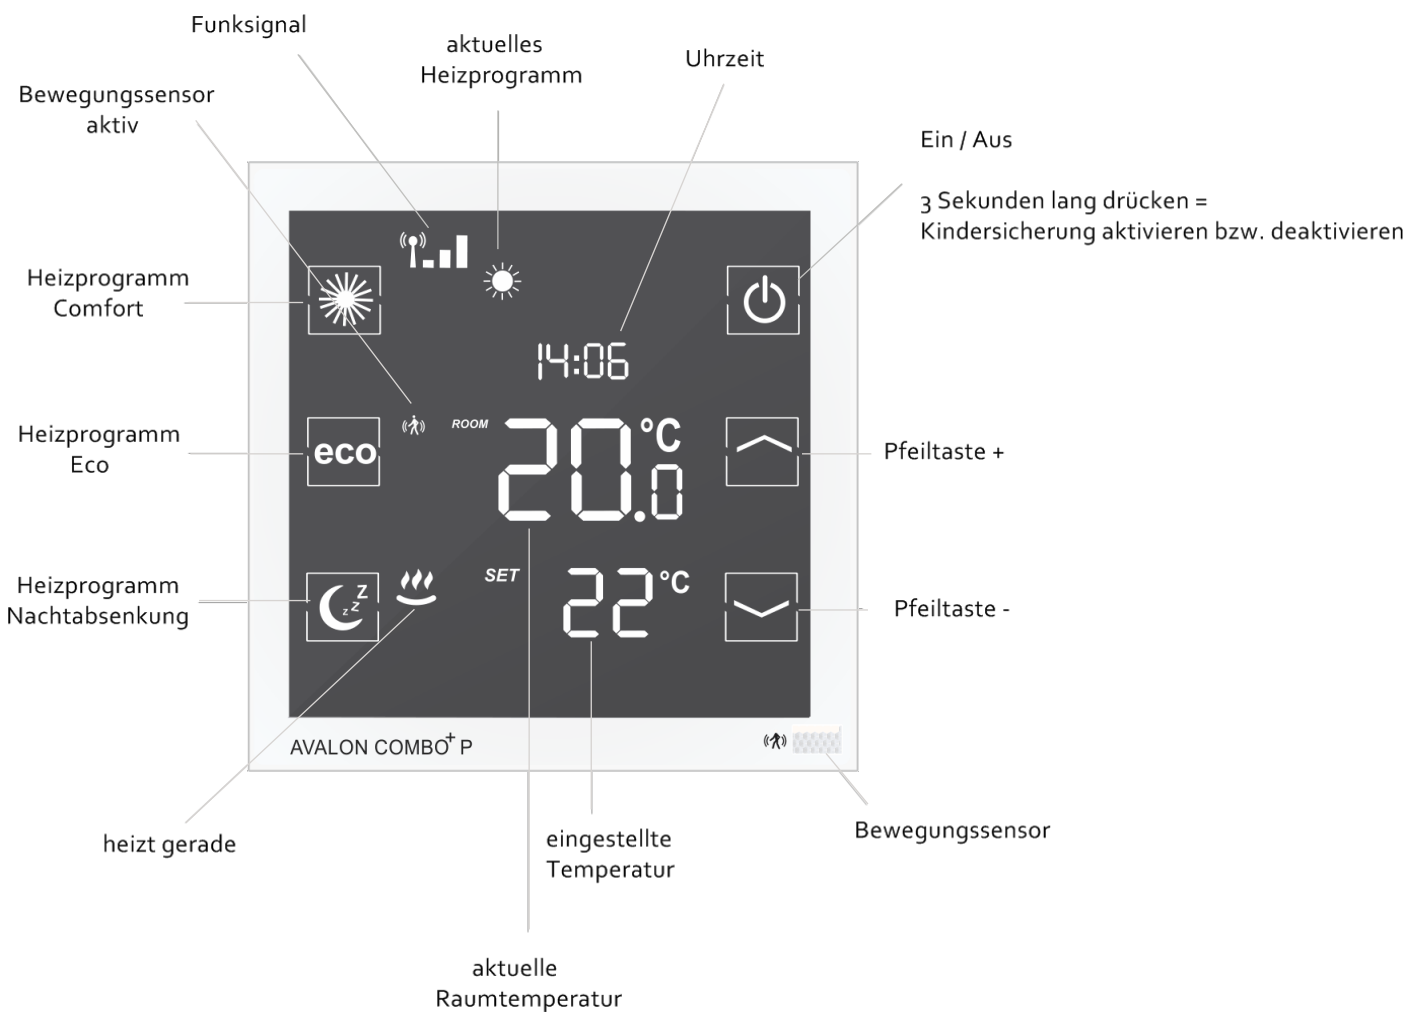 Funksignal
aktuelles
Heizprogramm
Uhrzeit
Bewegungssensor
aktiv
Ein / Aus
3 Sekunden lang drücken =
Kindersicherung aktivieren bzw. deaktivieren
Heizprogramm
Comfort
14:06
Heizprogramm
Eco
eco
ROOM
20.0 °C
Pfeiltaste +
Heizprogramm
Nachtabsenkung
z z Z
SET
22 °C
Pfeiltaste -
AVALON COMBO+ P
heizt gerade
eingestellte
Temperatur
Bewegungssensor
aktuelle
Raumtemperatur